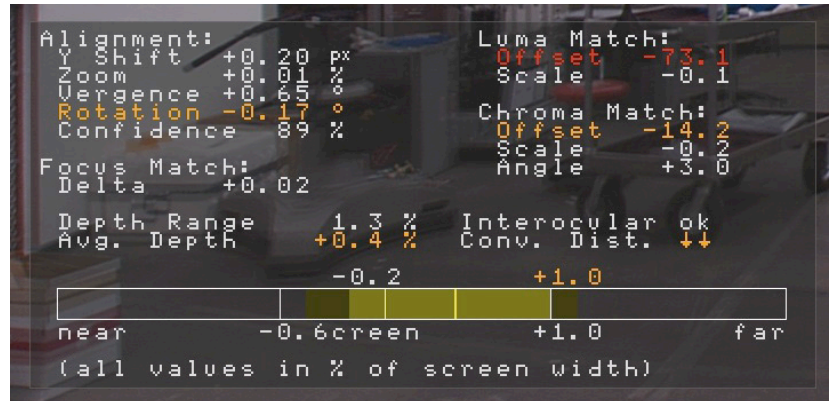 Alignment:
Y Shift +0.20 px
Zoom +0.01 %
Vergence +0.65 °
Rotation -0.17 °
Confidence 89 %
Focus Match:
Delta +0.02
Luma Match:
Offset -73.1
Scale -0.1
Chroma Match:
Offset -14.2
Scale -0.2
Angle +3.0
Depth Range 1.3 %
Avg. Depth +0.4 %
Interocular ok
Conv. Dist. ↓↓
-0.2 +1.0
near -0.6creen +1.0 far
(all values in % of screen width)